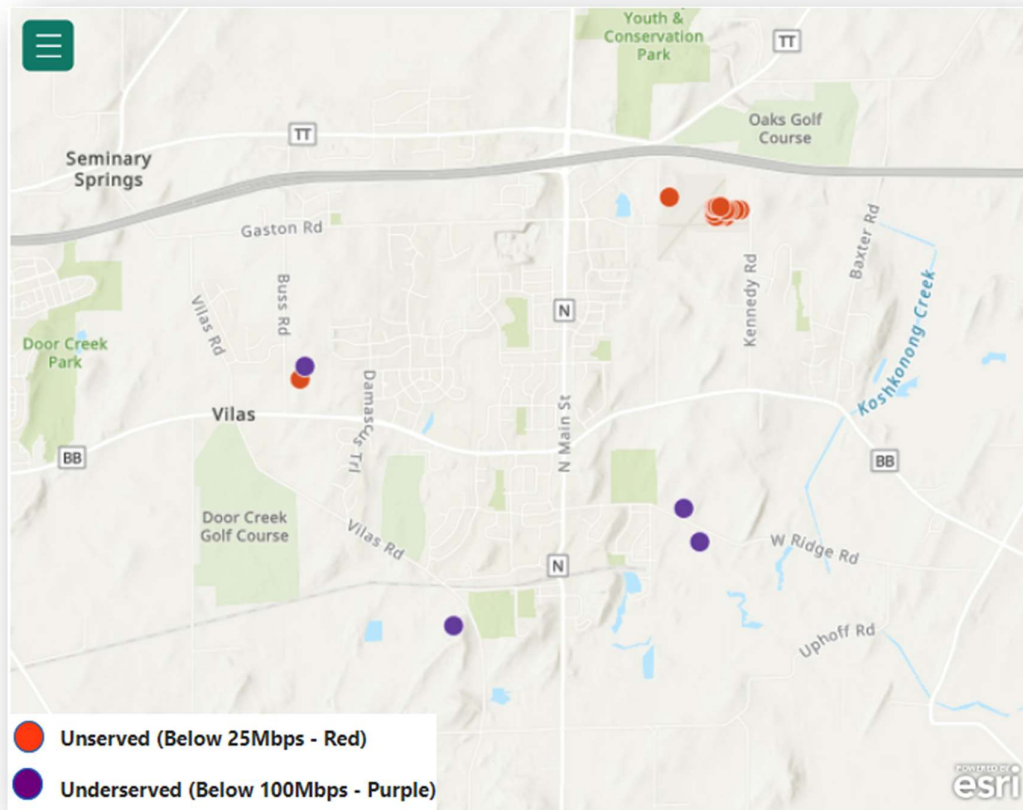 Youth &
Conservation
Park
TT
Oaks Golf
Course
TT
Seminary
Springs
Gaston Rd
Baxter Rd
Buss Rd
Vilas Rd
Kennedy Rd
Koshkonong Creek
N
Door Creek
Park
Damascus Trl
Vilas
N Main St
BB
BB
Door Creek
Golf Course
Vilas Rd
W Ridge Rd
N
Uphoff Rd
Unserved (Below 25Mbps - Red)
Underserved (Below 100Mbps - Purple)
POWERED BY
esri